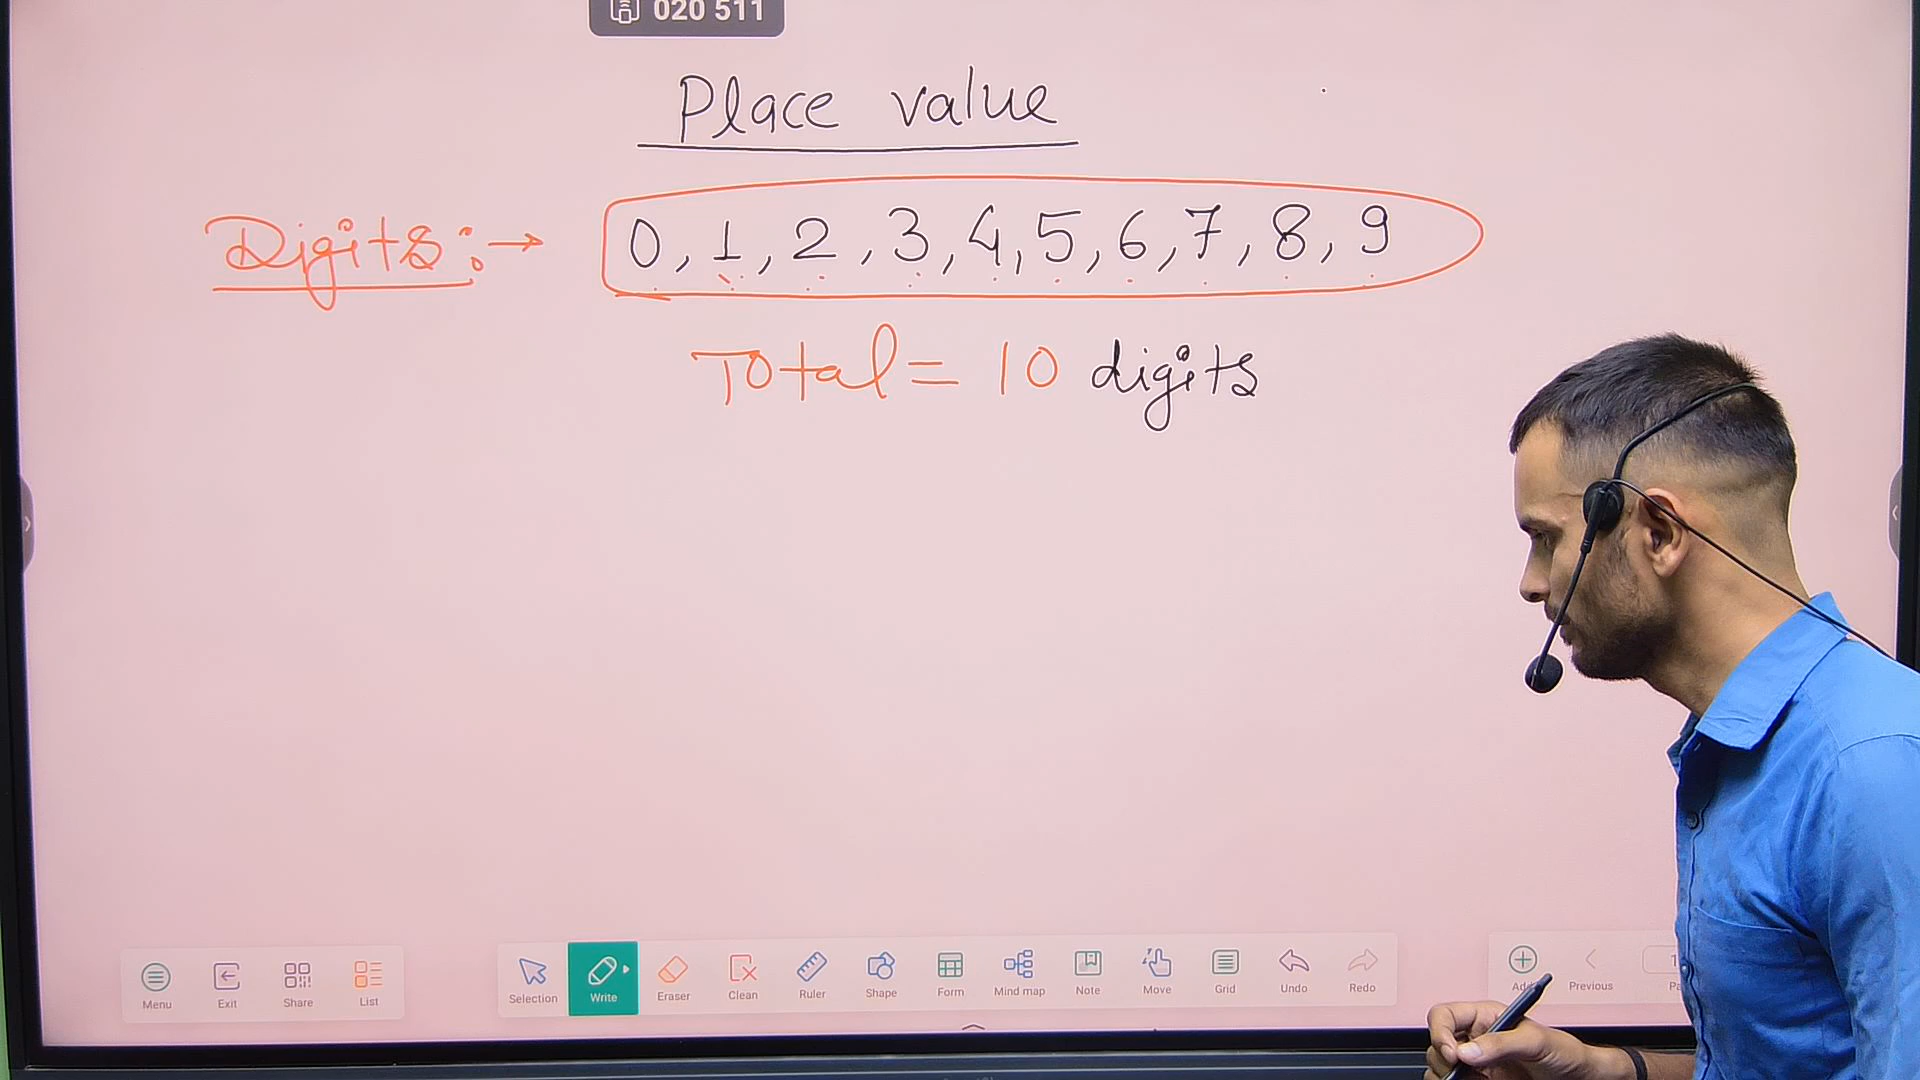 020 511
Place value
Digits:→ 0, 1, 2, 3, 4, 5, 6, 7, 8, 9
Total = 10 digits
Menu Exit Share List Selection Write Eraser Clean Ruler Shape Form Mind map Note Move Grid Undo Redo Previous